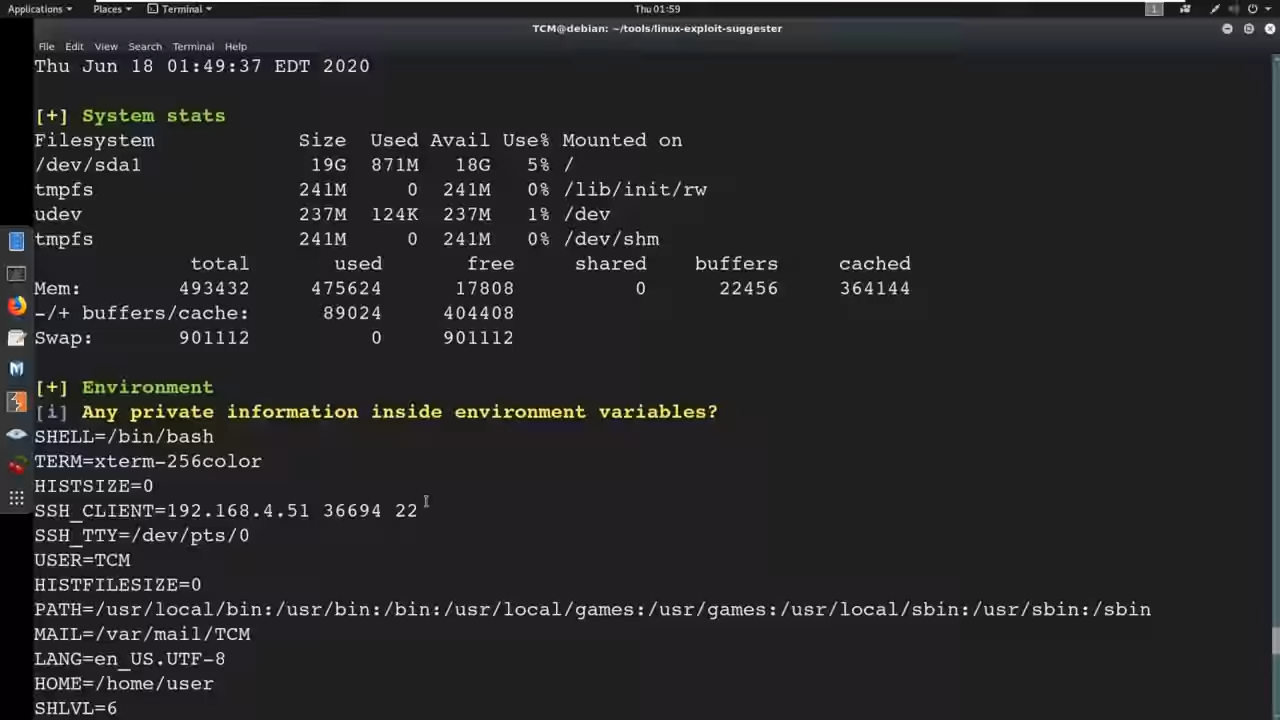 Applications Places Terminal Thu 01:59 1
TCM@debian: ~/tools/linux-exploit-suggester
File Edit View Search Terminal Help
Thu Jun 18 01:49:37 EDT 2020
[+] System stats
Filesystem Size Used Avail Use% Mounted on
/dev/sda1 19G 871M 18G 5% /
tmpfs 241M 0 241M 0% /lib/init/rw
udev 237M 124K 237M 1% /dev
tmpfs 241M 0 241M 0% /dev/shm
total used free shared buffers cached
Mem: 493432 475624 17808 0 22456 364144
-/+ buffers/cache: 89024 404408
Swap: 901112 0 901112
[+] Environment
[i] Any private information inside environment variables?
SHELL=/bin/bash
TERM=xterm-256color
HISTSIZE=0
SSH_CLIENT=192.168.4.51 36694 22
SSH_TTY=/dev/pts/0
USER=TCM
HISTFILESIZE=0
PATH=/usr/local/bin:/usr/bin:/bin:/usr/local/games:/usr/games:/usr/local/sbin:/usr/sbin:/sbin
MAIL=/var/mail/TCM
LANG=en_US.UTF-8
HOME=/home/user
SHLVL=6